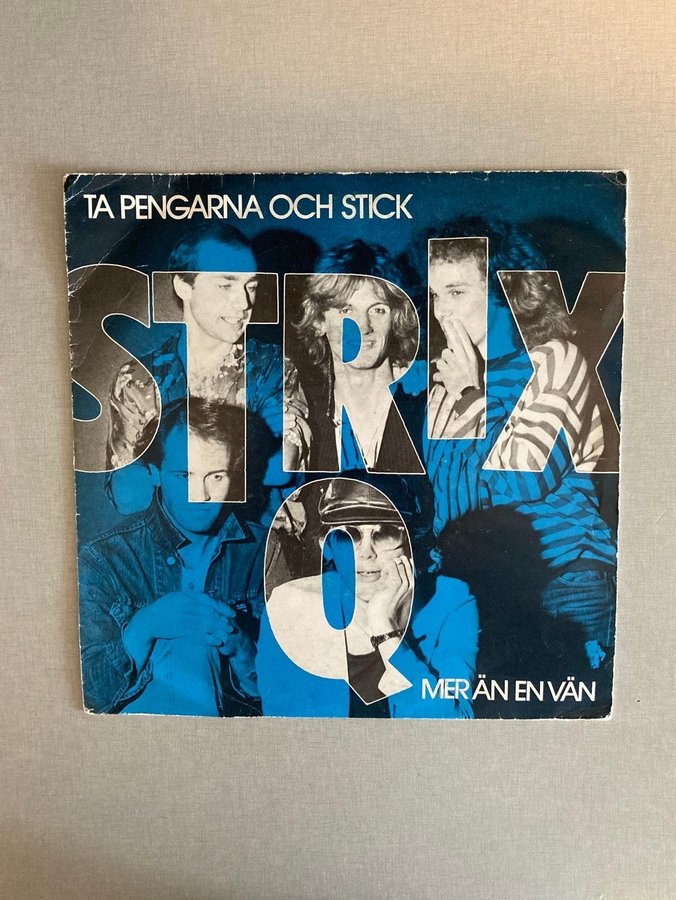 TA PENGARNA OCH STICK
STRIX
Q
MER ÄN EN VÄN